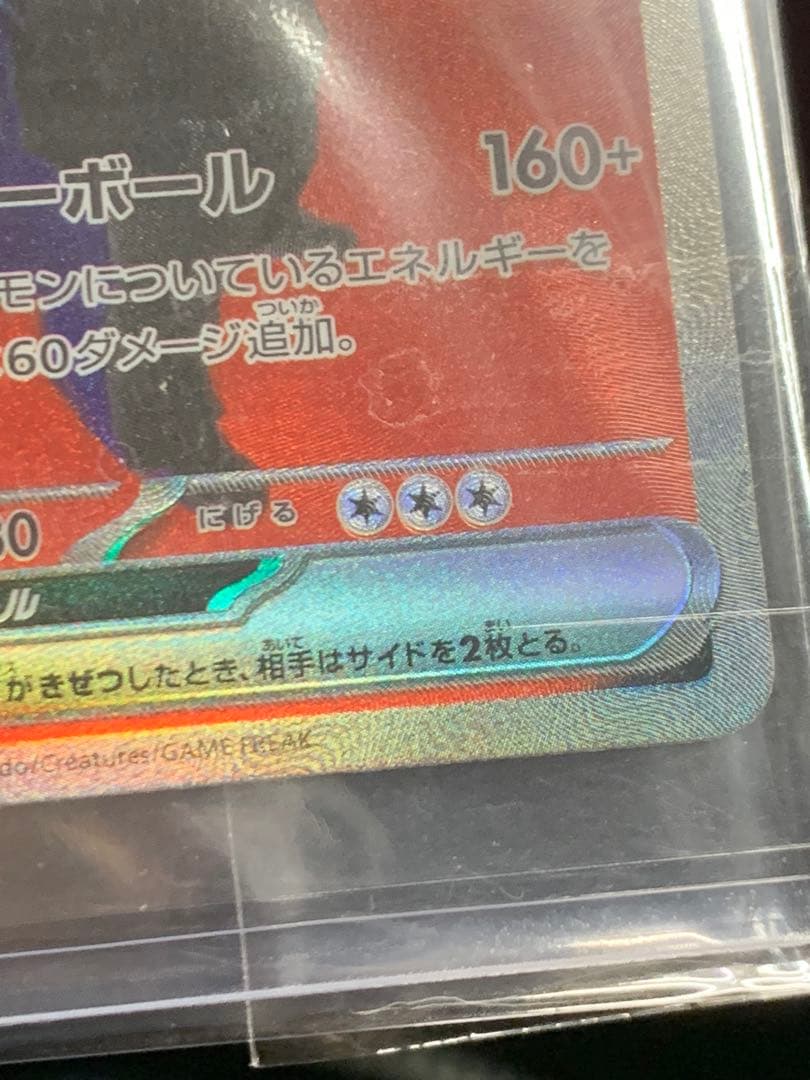 ーボール 160+
モンについているエネルギーを
ついか
60ダメージ追加。
にげる
30
ル
あいて まい
がきぜつしたとき、相手はサイドを2枚とる。
do/Creatures/GAME FREAK